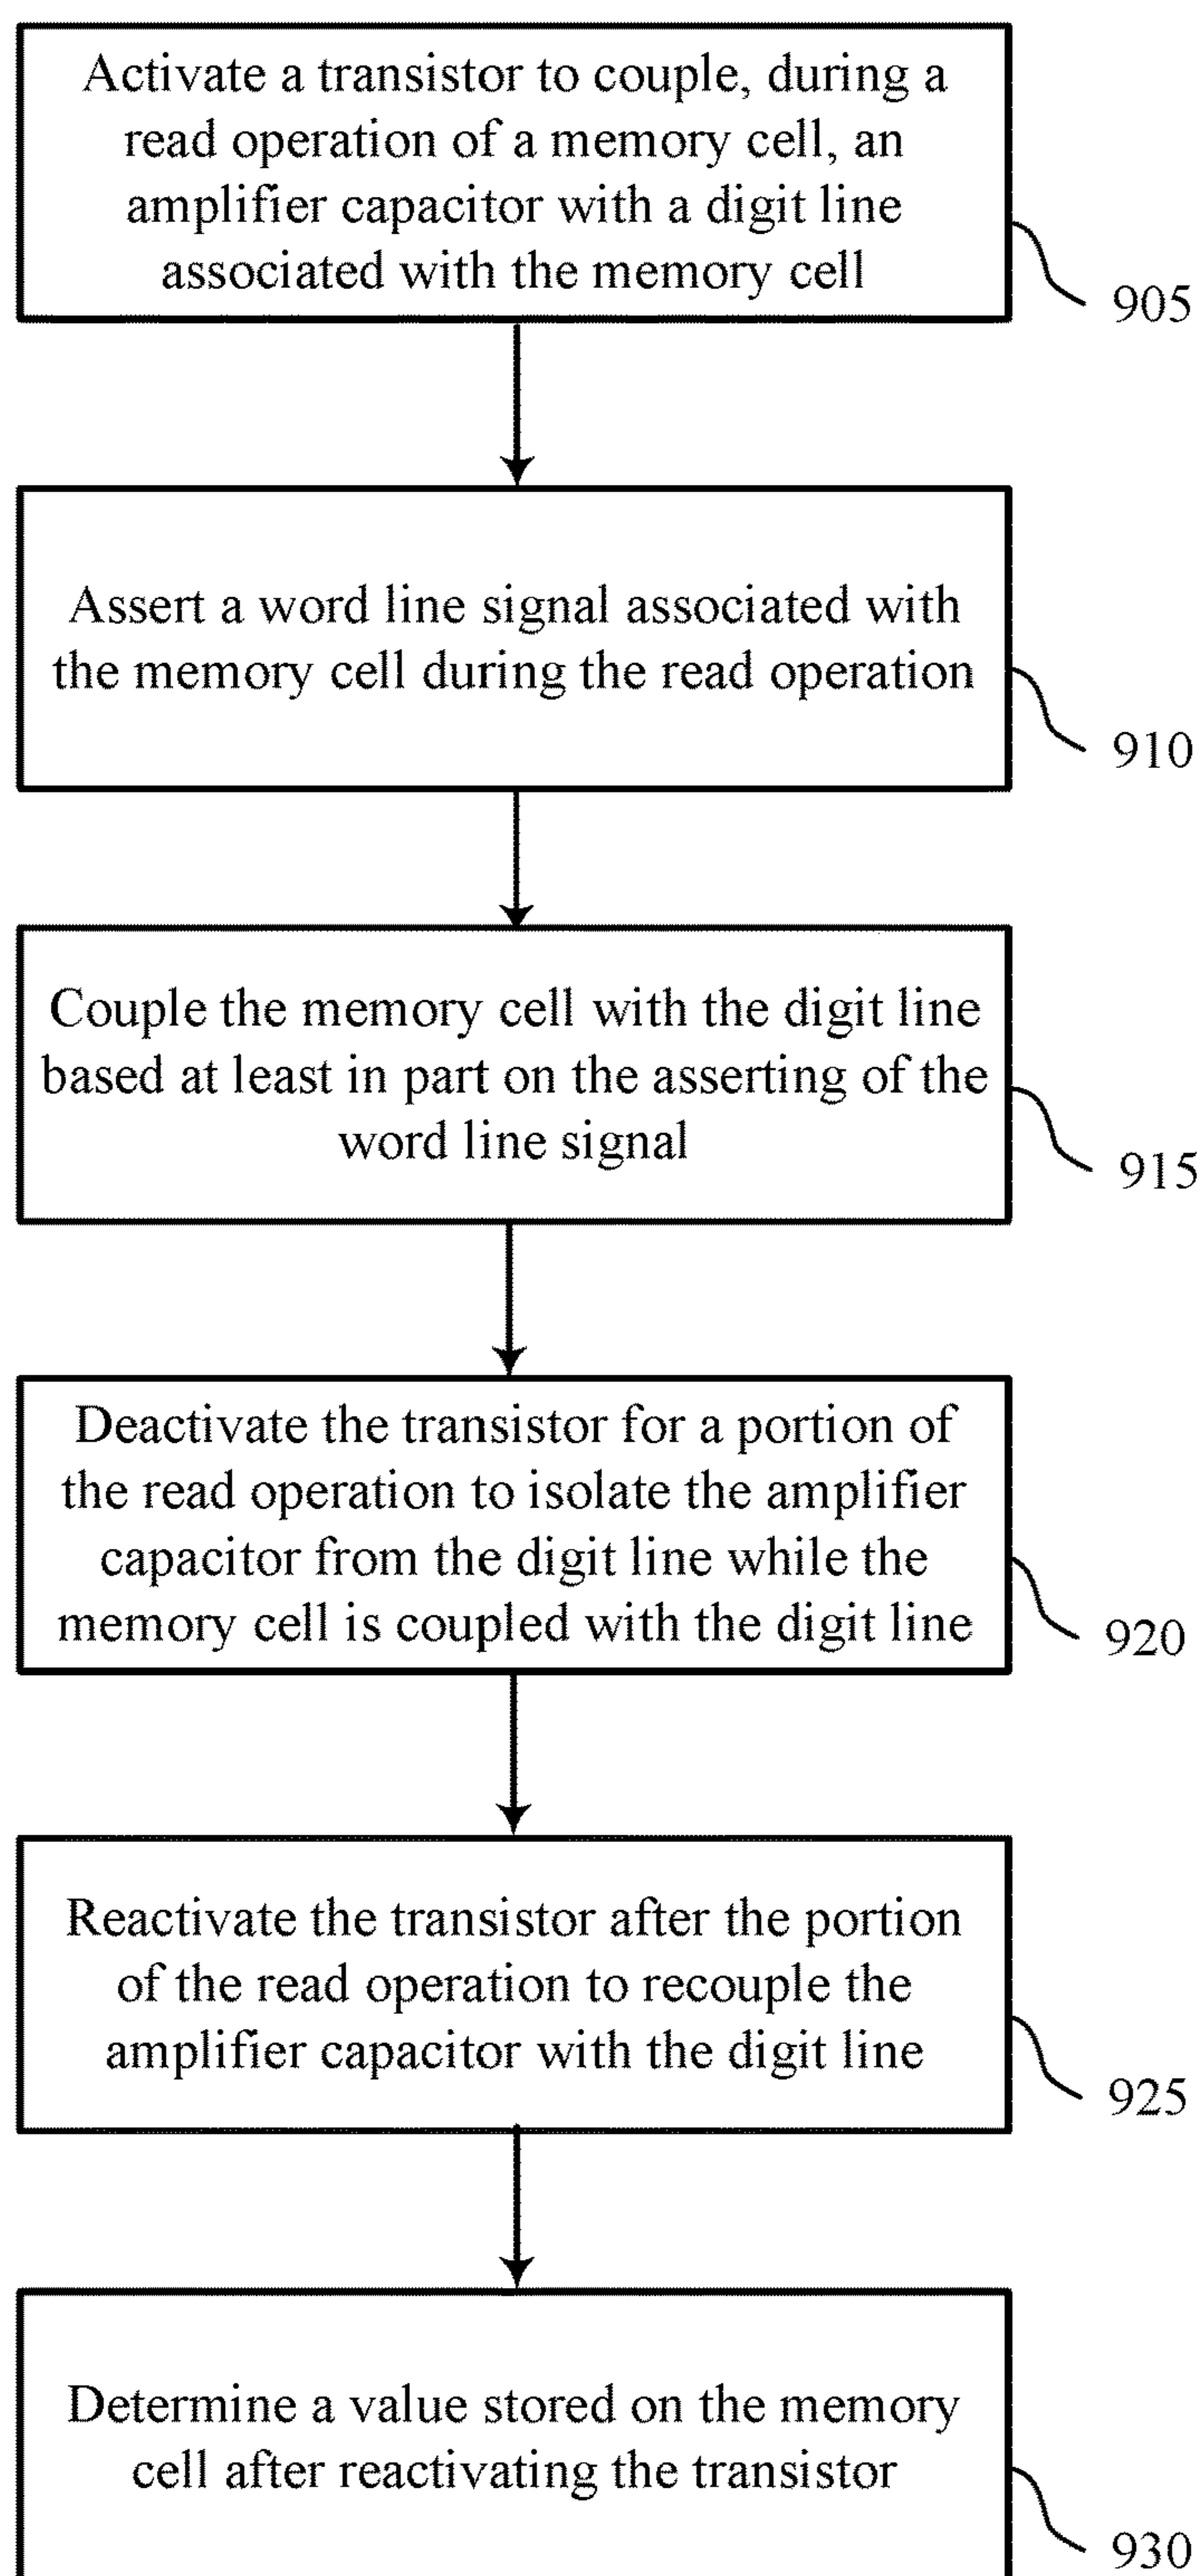 Activate a transistor to couple, during a
read operation of a memory cell, an
amplifier capacitor with a digit line
associated with the memory cell
905
Assert a word line signal associated with
the memory cell during the read operation
910
Couple the memory cell with the digit line
based at least in part on the asserting of the
word line signal
915
Deactivate the transistor for a portion of
the read operation to isolate the amplifier
capacitor from the digit line while the
memory cell is coupled with the digit line
920
Reactivate the transistor after the portion
of the read operation to recouple the
amplifier capacitor with the digit line
925
Determine a value stored on the memory
cell after reactivating the transistor
930